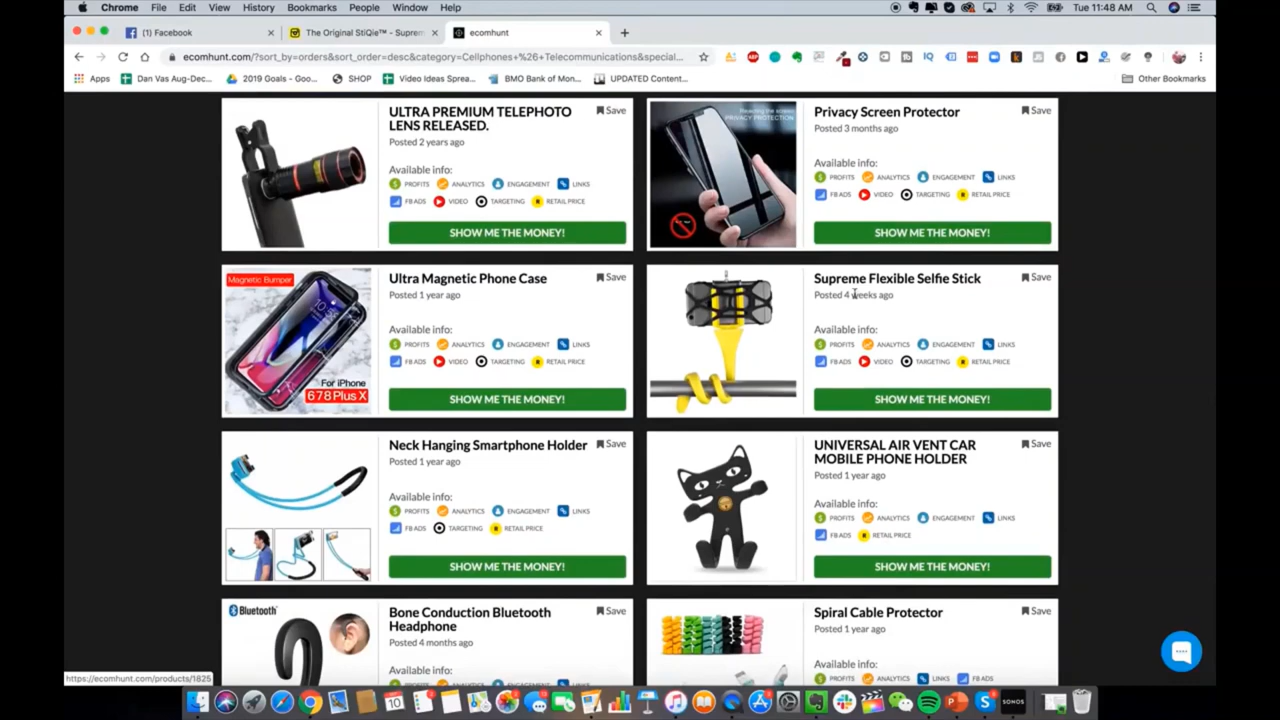 Chrome File Edit View History Bookmarks People Window Help
Tue 11:48 AM
(1) Facebook
The Original StiQie™ - Suprem
ecomhunt
ecomhunt.com/?sort_by=orders&sort_order=desc&category=Cellphones+%26+Telecommunications&special...
Apps Dan Vas Aug-Dec... 2019 Goals - Goo... SHOP Video Ideas Sprea... BMO Bank of Mon... UPDATED Content... Other Bookmarks
ULTRA PREMIUM TELEPHOTO
LENS RELEASED.
Save
Posted 2 years ago
Available info:
PROFITS ANALYTICS ENGAGEMENT LINKS
FB ADS VIDEO TARGETING RETAIL PRICE
SHOW ME THE MONEY!
PRIVACY PROTECTION
Privacy Screen Protector
Save
Posted 3 months ago
Available info:
PROFITS ANALYTICS ENGAGEMENT LINKS
FB ADS VIDEO TARGETING RETAIL PRICE
SHOW ME THE MONEY!
Magnetic Bumper
For iPhone
678Plus X
Ultra Magnetic Phone Case
Save
Posted 1 year ago
Available info:
PROFITS ANALYTICS ENGAGEMENT LINKS
FB ADS VIDEO TARGETING RETAIL PRICE
SHOW ME THE MONEY!
Supreme Flexible Selfie Stick
Save
Posted 4 weeks ago
Available info:
PROFITS ANALYTICS ENGAGEMENT LINKS
FB ADS VIDEO TARGETING RETAIL PRICE
SHOW ME THE MONEY!
Neck Hanging Smartphone Holder
Save
Posted 1 year ago
Available info:
PROFITS ANALYTICS ENGAGEMENT LINKS
FB ADS TARGETING RETAIL PRICE
SHOW ME THE MONEY!
UNIVERSAL AIR VENT CAR
MOBILE PHONE HOLDER
Save
Posted 1 year ago
Available info:
PROFITS ANALYTICS ENGAGEMENT LINKS
FB ADS RETAIL PRICE
SHOW ME THE MONEY!
Bluetooth
Bone Conduction Bluetooth
Headphone
Save
Posted 4 months ago
Available info:
PROFITS ANALYTICS ENGAGEMENT LINKS
Spiral Cable Protector
Save
Posted 1 year ago
Available info:
PROFITS ANALYTICS LINKS FB ADS
https://ecomhunt.com/products/1825
SONOS